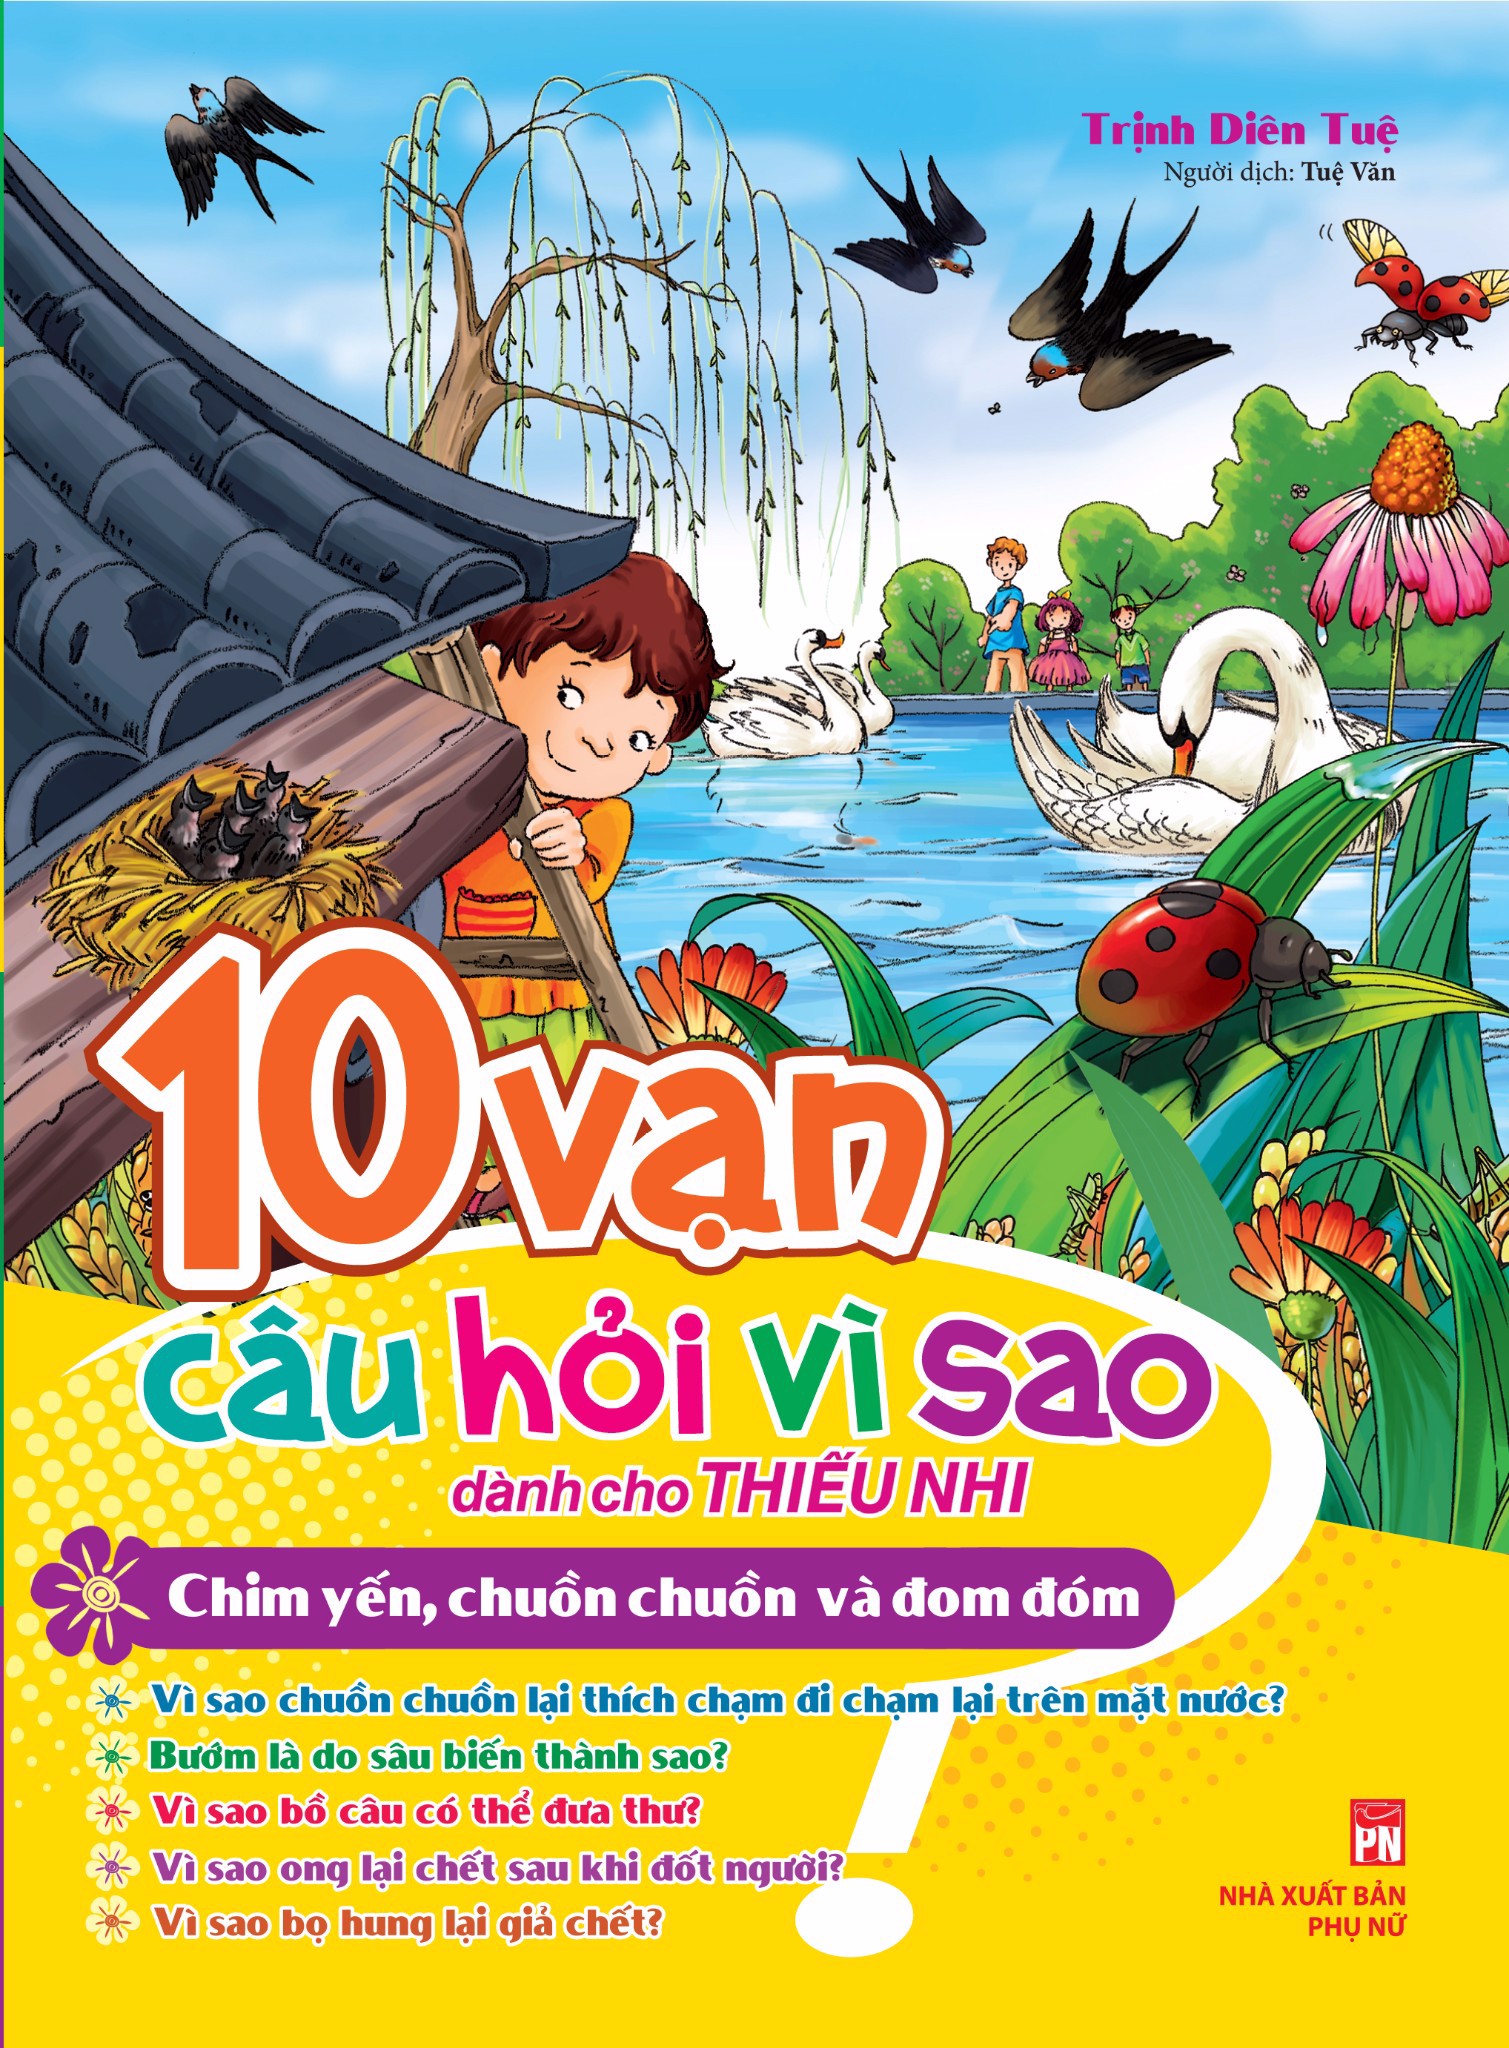 Trịnh Diên Tuệ
Người dịch: Tuệ Văn
10 vạn
câu hỏi vì sao
dành cho THIẾU NHI
Chim yến, chuồn chuồn và đom đóm
Vì sao chuồn chuồn lại thích chạm đi chạm lại trên mặt nước?
Bướm là do sâu biến thành sao?
Vì sao bồ câu có thể đưa thư?
Vì sao ong lại chết sau khi đốt người?
Vì sao bọ hung lại giả chết?
PN
NHÀ XUẤT BẢN
PHỤ NỮ